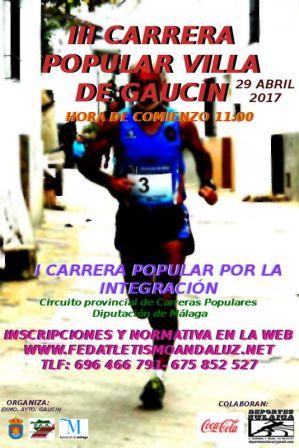 III CARRERA
POPULAR VILLA
DE GAUCÍN
29 ABRIL
2017
HORA DE COMIENZO 11:00
3
I CARRERA POPULAR POR LA
INTEGRACIÓN
Circuito provincial de Carreras Populares
Diputación de Málaga
INSCRIPCIONES Y NORMATIVA EN LA WEB
WWW.FEDATLETISMOANDALUZ.NET
TLF: 696 466 791- 675 852 527
ORGANIZA:
EXMO. AYTO. GAUCÍN
COLABORAN:
Coca-Cola
DEPORTES
ZULAICA